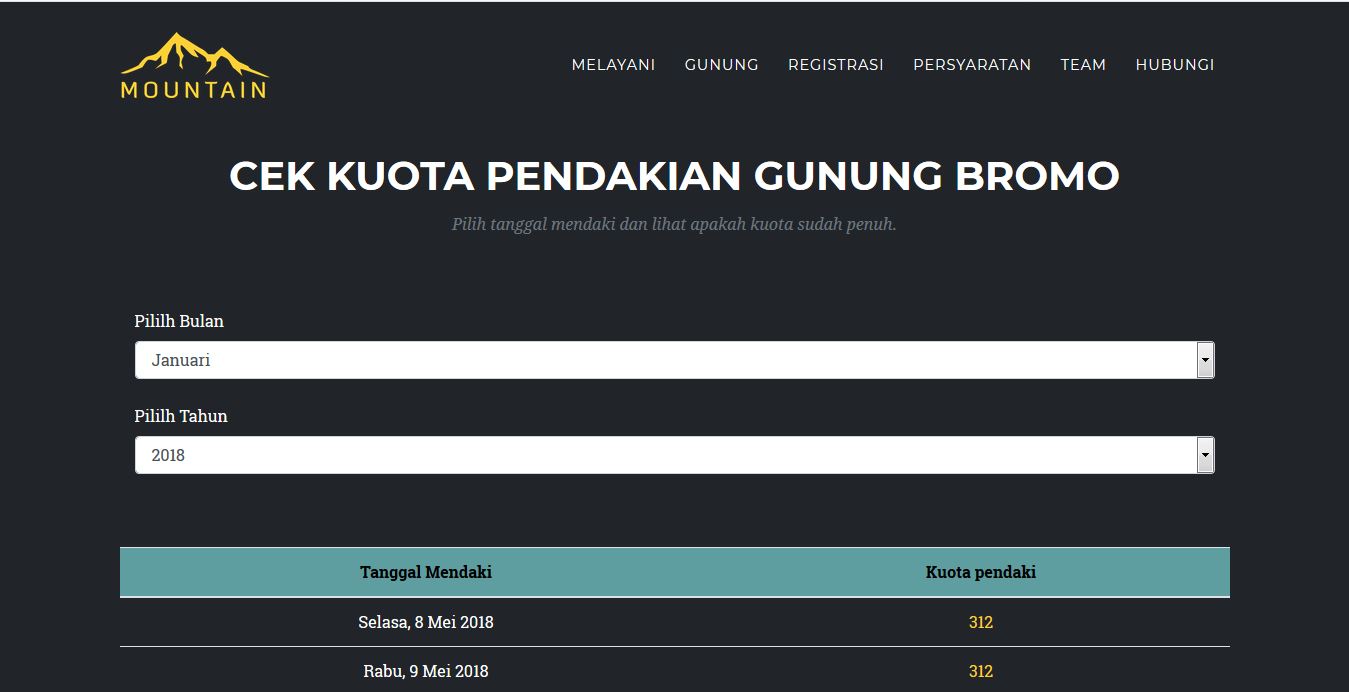 MOUNTAIN
MELAYANI GUNUNG REGISTRASI PERSYARATAN TEAM HUBUNGI
CEK KUOTA PENDAKIAN GUNUNG BROMO
Pilih tanggal mendaki dan lihat apakah kuota sudah penuh.
Pililh Bulan
Januari
Pililh Tahun
2018
Tanggal Mendaki Kuota pendaki
Selasa, 8 Mei 2018 312
Rabu, 9 Mei 2018 312